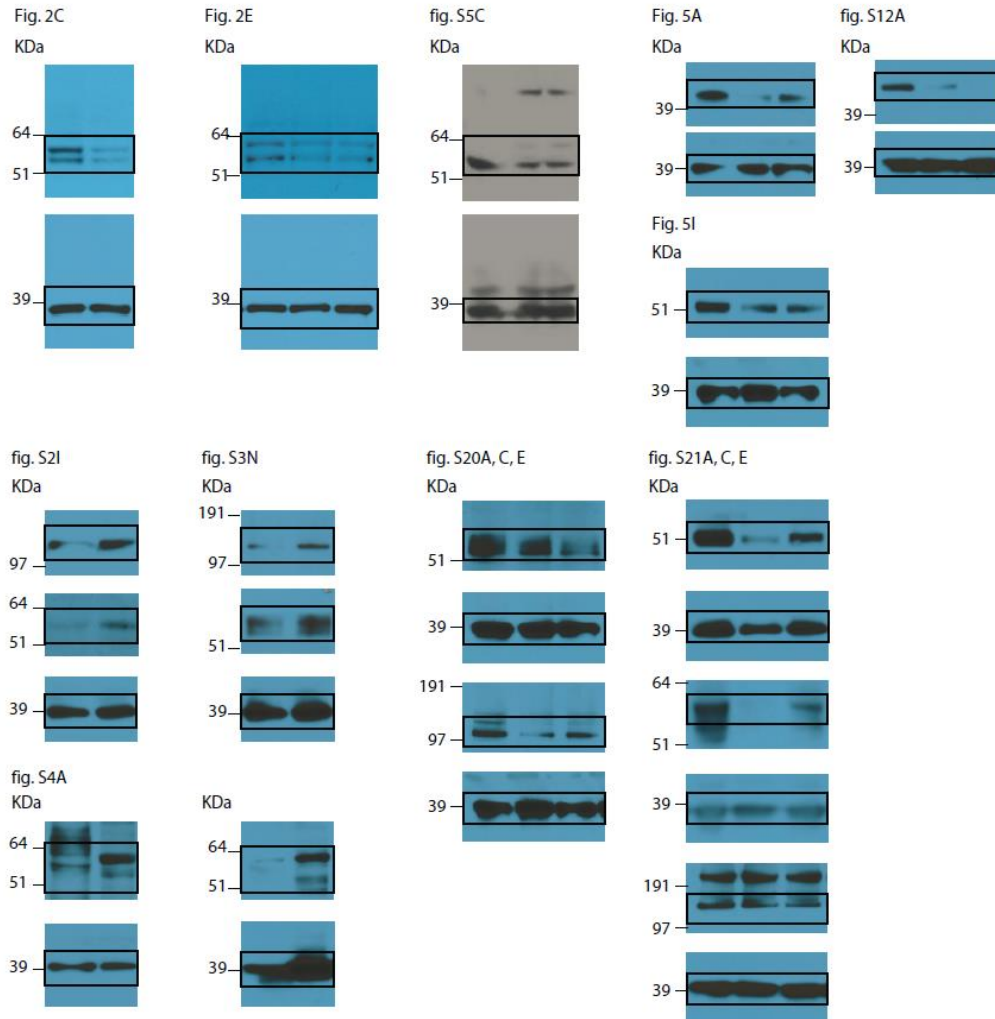 Fig. 2C
KDa
64
51
39
Fig. 2E
KDa
64
51
39
fig. S5C
KDa
64
51
39
Fig. 5A
KDa
39
39
fig. S12A
KDa
39
39
Fig. 5I
KDa
51
39
fig. S2I
KDa
97
64
51
39
fig. S3N
KDa
191
97
51
39
fig. S20A, C, E
KDa
51
39
191
97
39
fig. S21A, C, E
KDa
51
39
64
51
39
191
97
39
fig. S4A
KDa
64
51
39
KDa
64
51
39